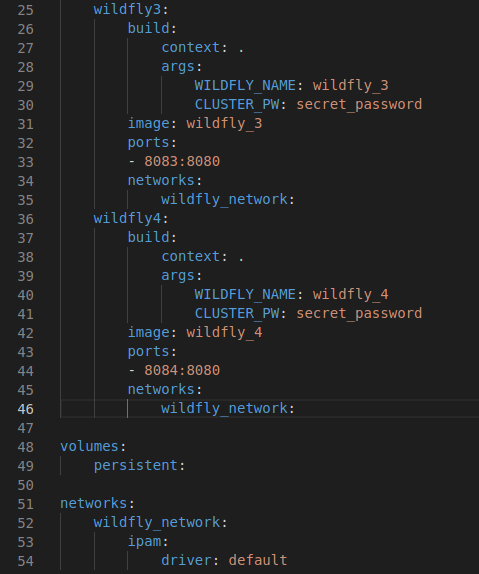 25 wildfly3:
26 build:
27 context: .
28 args:
29 WILDFLY_NAME: wildfly_3
30 CLUSTER_PW: secret_password
31 image: wildfly_3
32 ports:
33 - 8083:8080
34 networks:
35 wildfly_network:
36 wildfly4:
37 build:
38 context: .
39 args:
40 WILDFLY_NAME: wildfly_4
41 CLUSTER_PW: secret_password
42 image: wildfly_4
43 ports:
44 - 8084:8080
45 networks:
46 wildfly_network:
47
48 volumes:
49 persistent:
50
51 networks:
52 wildfly_network:
53 ipam:
54 driver: default